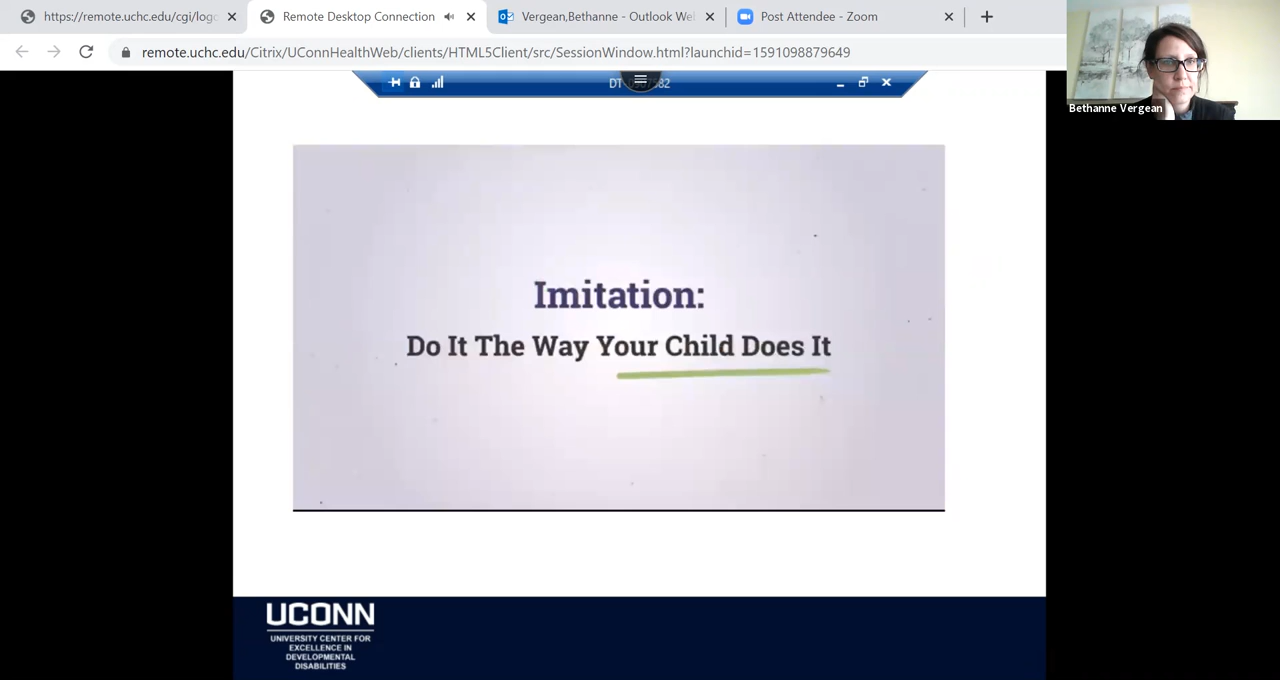 https://remote.uchc.edu/cgi/logo
Remote Desktop Connection
Vergean,Bethanne - Outlook We
Post Attendee - Zoom
remote.uchc.edu/Citrix/UConnHealthWeb/clients/HTML5Client/src/SessionWindow.html?launchid=1591098879649
Bethanne Vergean
Imitation:
Do It The Way Your Child Does It
UCONN
UNIVERSITY CENTER FOR
EXCELLENCE IN
DEVELOPMENTAL
DISABILITIES